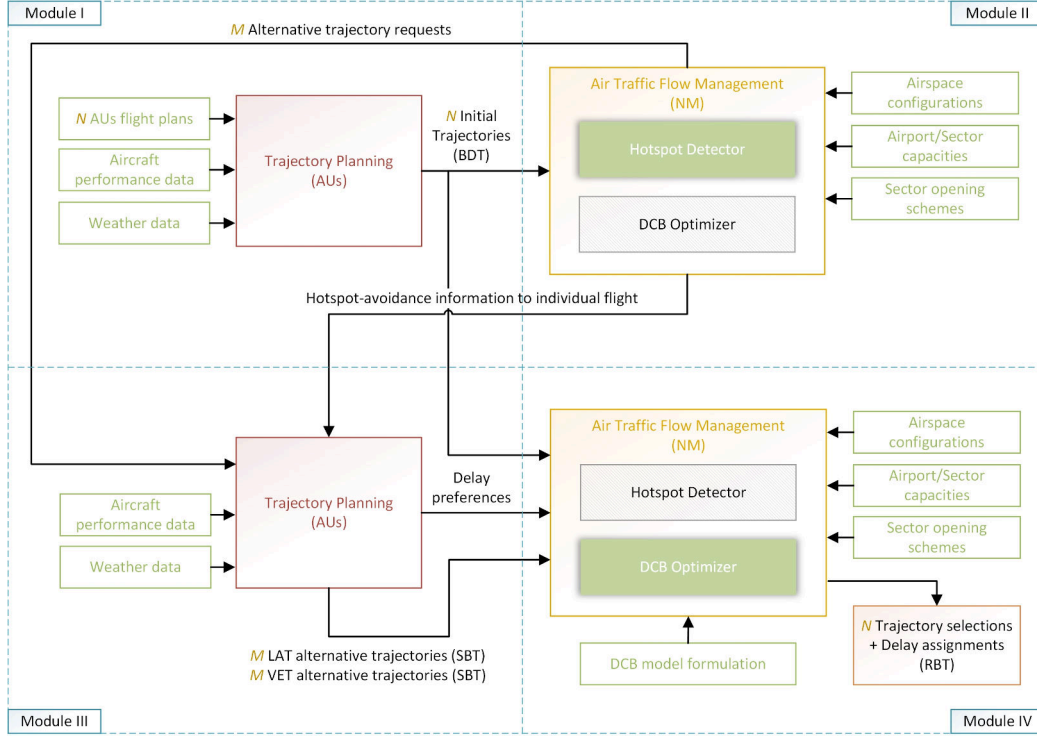 Module I
Module II
M Alternative trajectory requests
N AUs flight plans
Aircraft
performance data
Weather data
Trajectory Planning
(AUs)
N Initial
Trajectories
(BDT)
Air Traffic Flow Management
(NM)
Hotspot Detector
DCB Optimizer
Airspace
configurations
Airport/Sector
capacities
Sector opening
schemes
Hotspot-avoidance information to individual flight
Aircraft
performance data
Weather data
Trajectory Planning
(AUs)
Delay
preferences
Air Traffic Flow Management
(NM)
Hotspot Detector
DCB Optimizer
Airspace
configurations
Airport/Sector
capacities
Sector opening
schemes
M LAT alternative trajectories (SBT)
M VET alternative trajectories (SBT)
DCB model formulation
N Trajectory selections
+ Delay assignments
(RBT)
Module III
Module IV